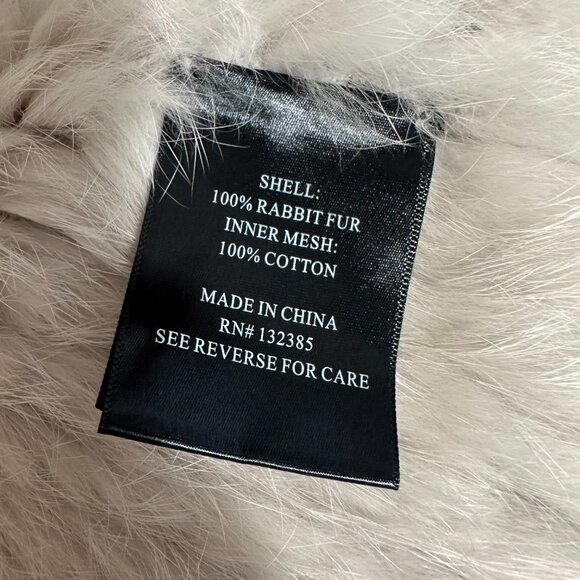 SHELL:
100% RABBIT FUR
INNER MESH:
100% COTTON
MADE IN CHINA
RN# 132385
SEE REVERSE FOR CARE